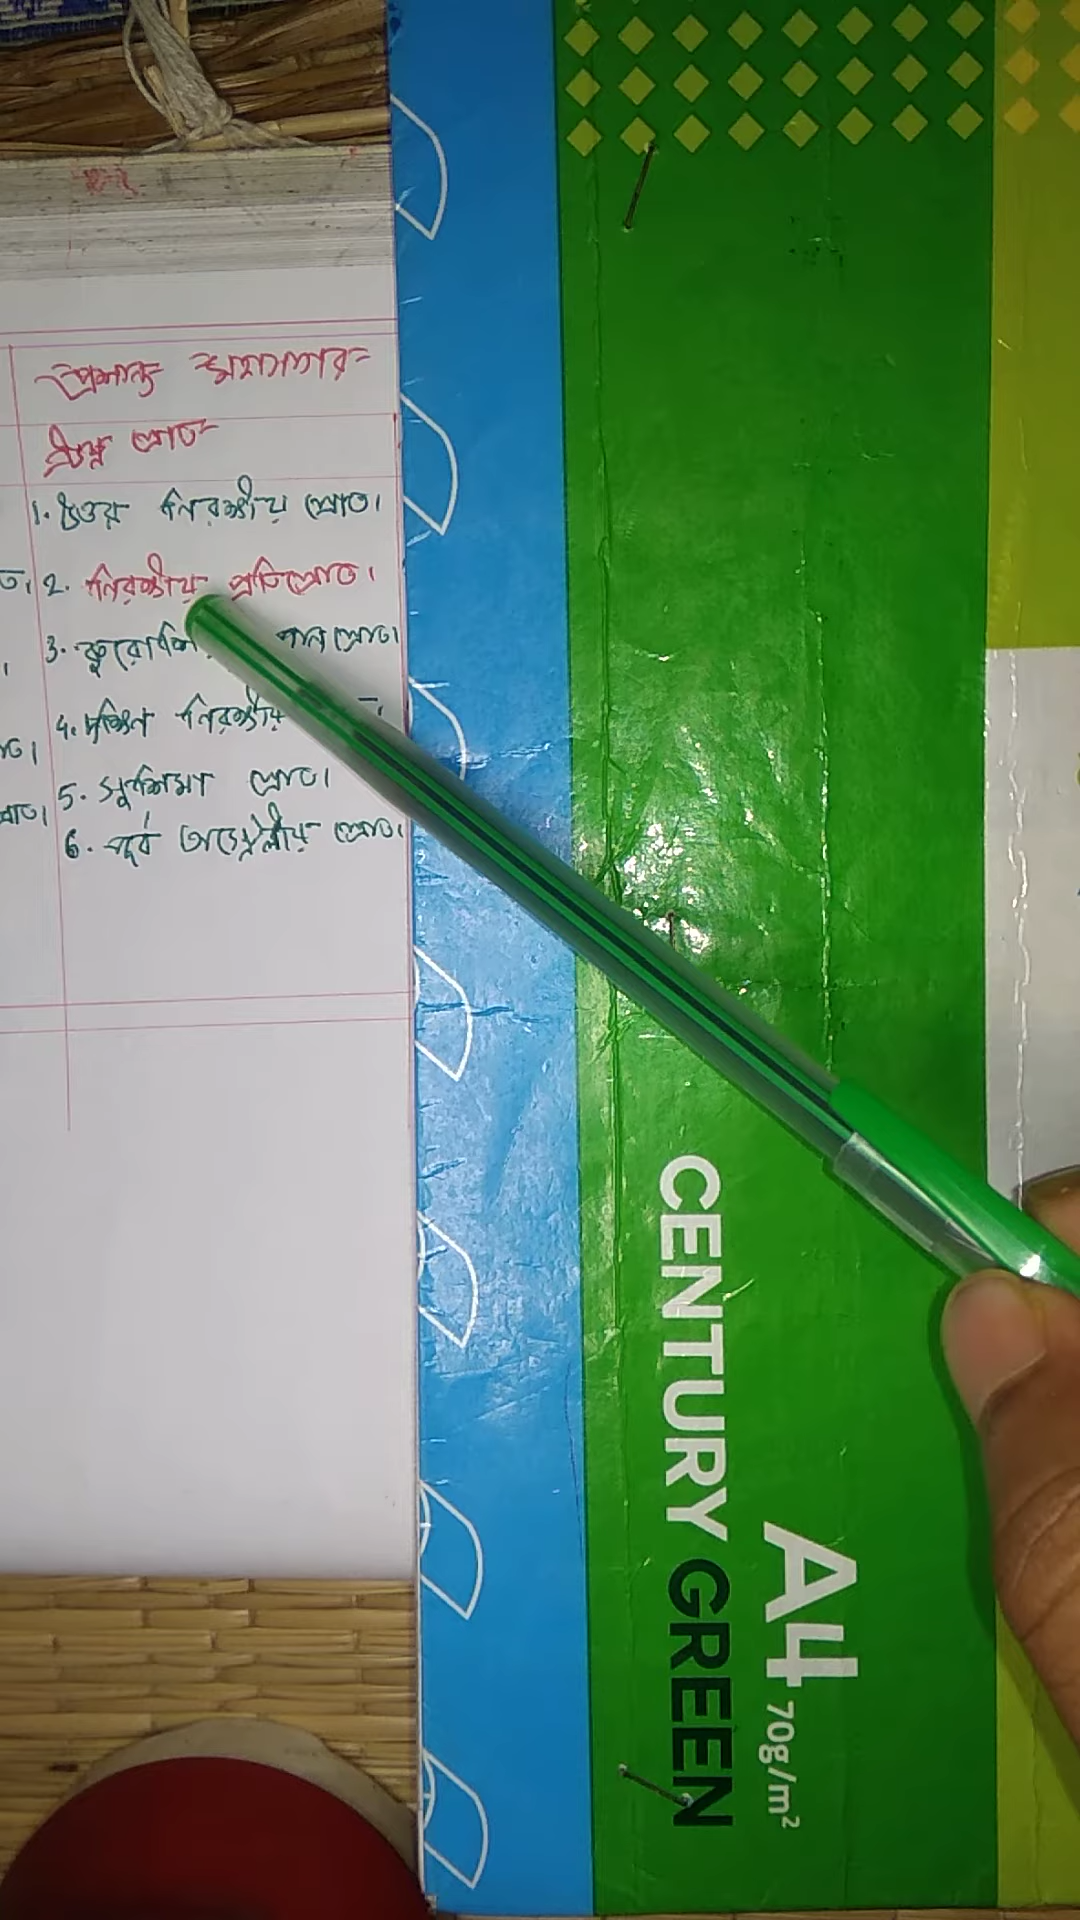 প্রশান্ত মহাসাগর
উষ্ণ স্রোত
1. উত্তর নিরক্ষীয় স্রোত।
2. নিরক্ষীয় প্রতিস্রোত।
3. স্রোত।
4. দক্ষিণ নিরক্ষীয়
5. সুশিমা স্রোত।
6. পূর্ব অস্ট্রেলীয় স্রোত।
CENTURY GREEN
A4 70g/m²